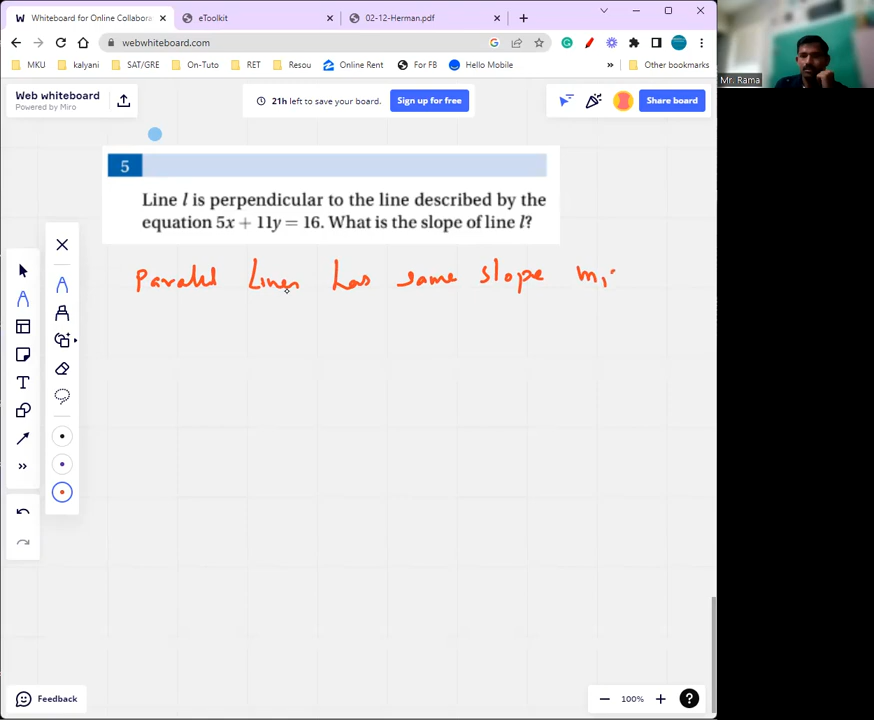 Whiteboard for Online Collabora
eToolkit
02-12-Herman.pdf
webwhiteboard.com
MKU
kalyani
SAT/GRE
On-Tuto
RET
Resou
Online Rent
For FB
Hello Mobile
»
Other bookmarks
Mr. Rama
Web whiteboard
Powered by Miro
21h left to save your board.
Sign up for free
Share board
5
Line l is perpendicular to the line described by the
equation 5x + 11y = 16. What is the slope of line l?
Parallel Lines has same slope m1
Feedback
100%